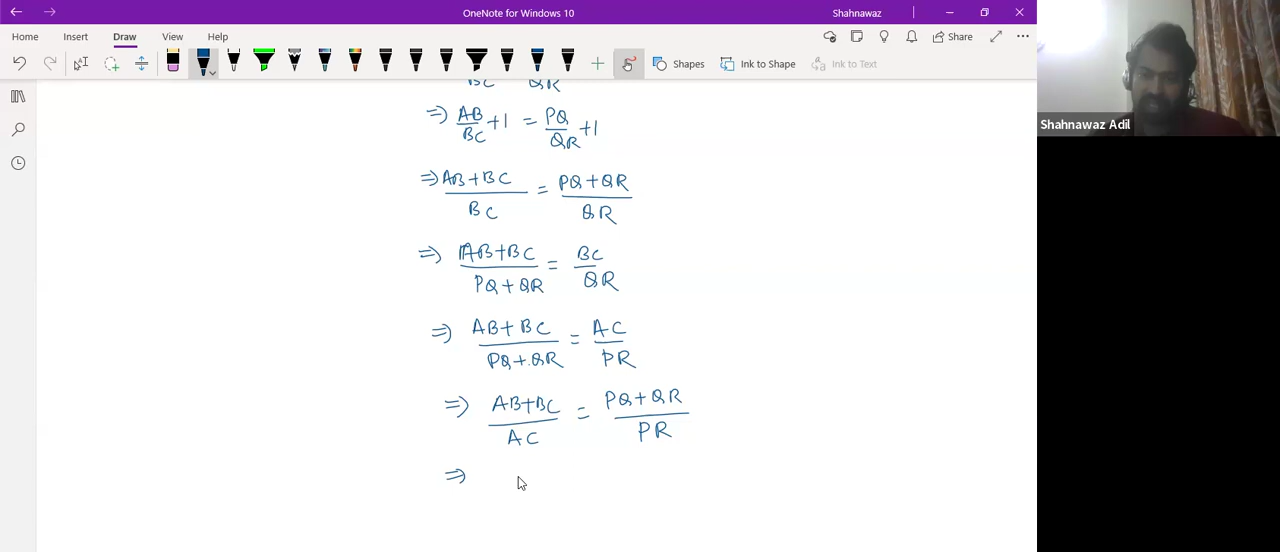 OneNote for Windows 10
Shahnawaz
Home Insert Draw View Help
Share
Shapes
Ink to Shape
Ink to Text
Shahnawaz Adil
BC QR
⇒ AB/BC + 1 = PQ/QR + 1
⇒ (AB+BC)/BC = (PQ+QR)/QR
⇒ (AB+BC)/(PQ+QR) = BC/QR
⇒ (AB+BC)/(PQ+QR) = AC/PR
⇒ (AB+BC)/AC = (PQ+QR)/PR
⇒